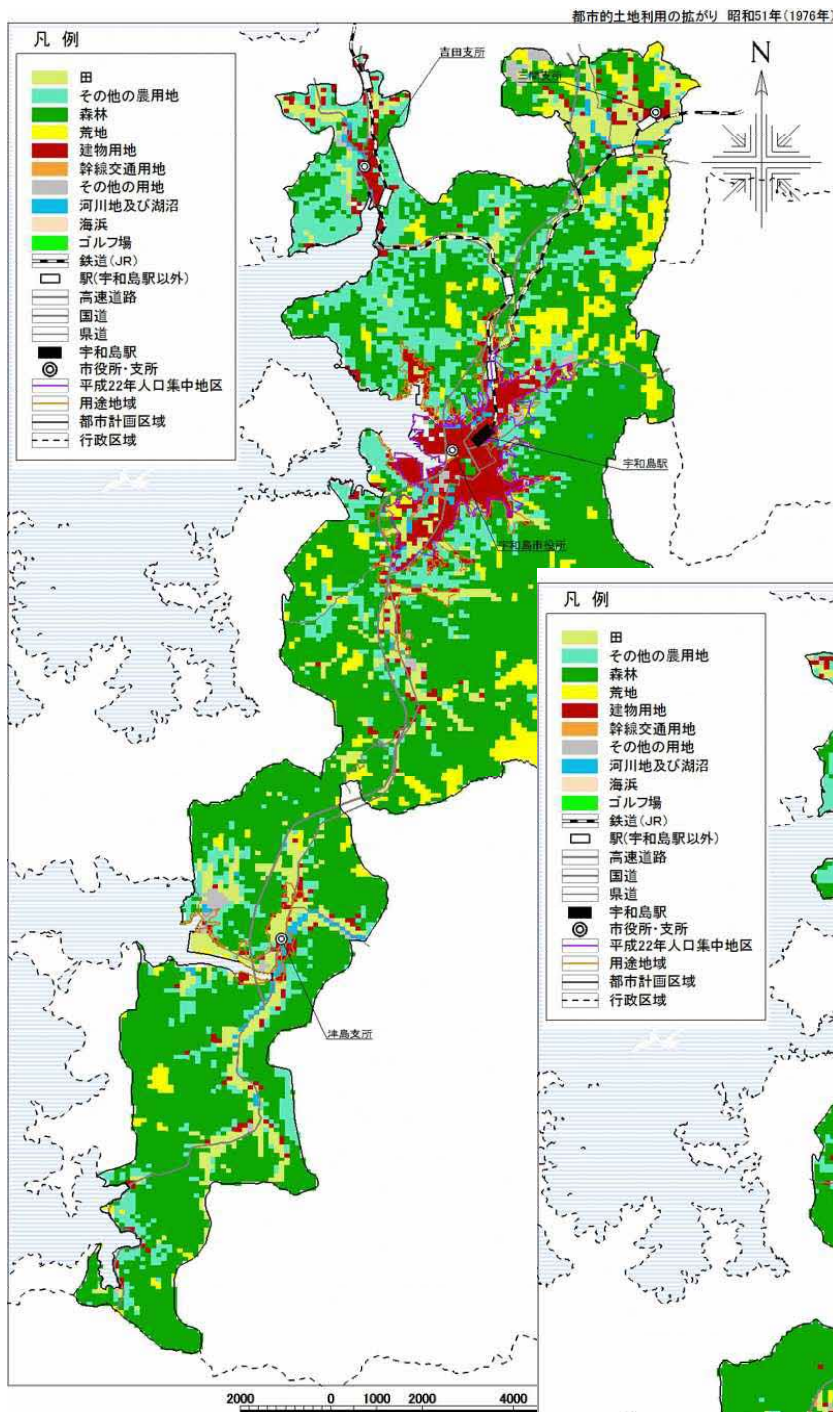 都市的土地利用の拡がり 昭和51年(1976年)
凡 例
田
その他の農用地
森林
荒地
建物用地
幹線交通用地
その他の用地
河川地及び湖沼
海浜
ゴルフ場
鉄道(JR)
駅(宇和島駅以外)
高速道路
国道
県道
宇和島駅
市役所・支所
平成22年人口集中地区
用途地域
都市計画区域
行政区域
吉田支所
三間支所
N
宇和島駅
宇和島市役所
津島支所
凡 例
田
その他の農用地
森林
荒地
建物用地
幹線交通用地
その他の用地
河川地及び湖沼
海浜
ゴルフ場
鉄道(JR)
駅(宇和島駅以外)
高速道路
国道
県道
宇和島駅
市役所・支所
平成22年人口集中地区
用途地域
都市計画区域
行政区域
2000 0 1000 2000 4000